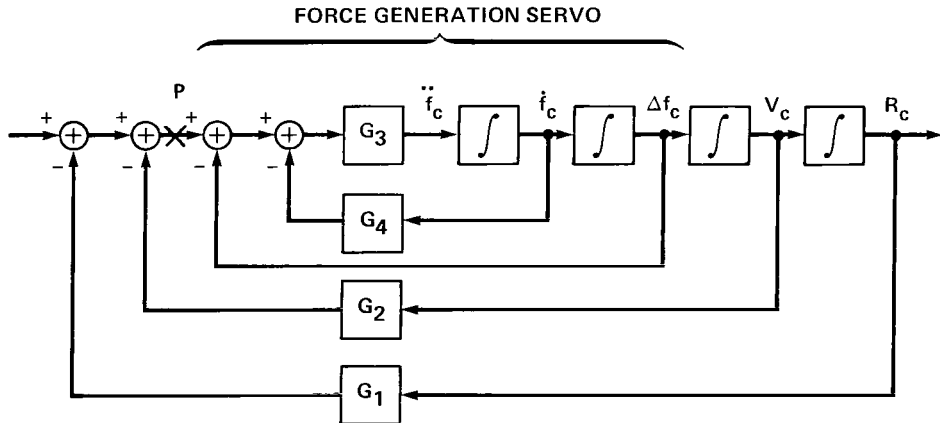 FORCE GENERATION SERVO
P
f̈c
ḟc
Δfc
Vc
Rc
+ + + +
G3
∫ ∫ ∫ ∫
− − − −
G4
G2
G1